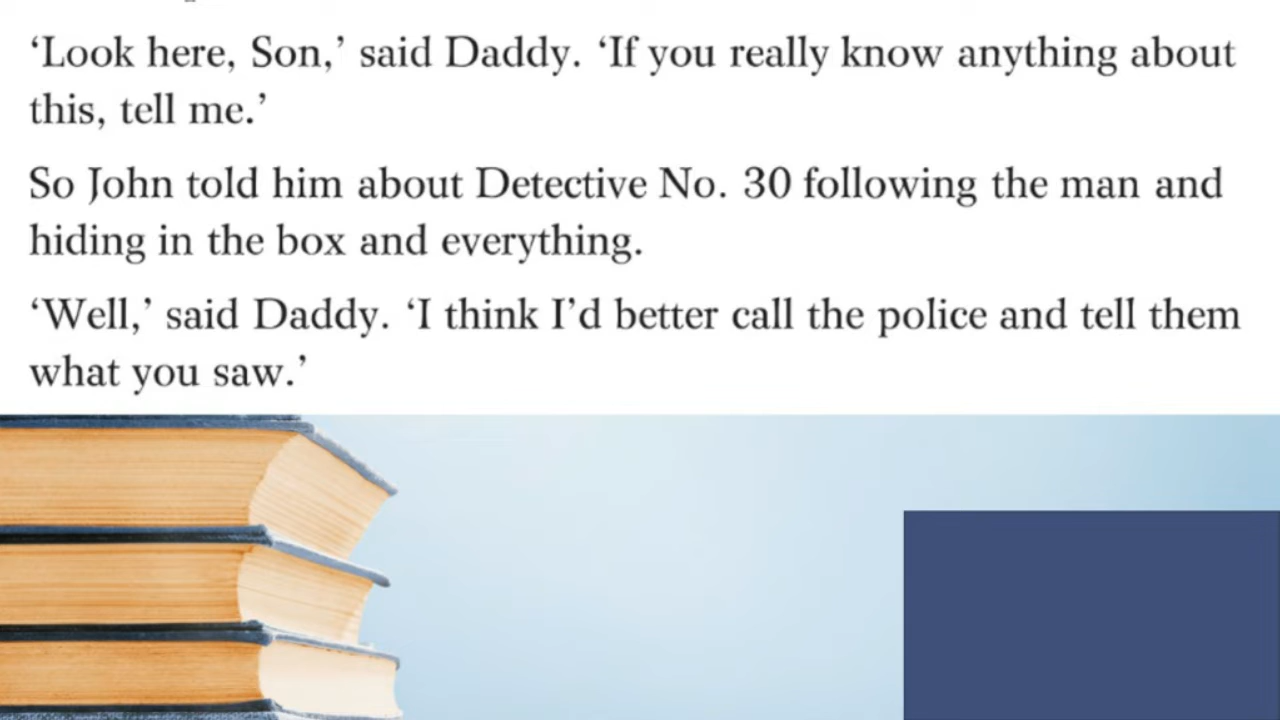 ‘Look here, Son,’ said Daddy. ‘If you really know anything about
this, tell me.’
So John told him about Detective No. 30 following the man and
hiding in the box and everything.
‘Well,’ said Daddy. ‘I think I’d better call the police and tell them
what you saw.’